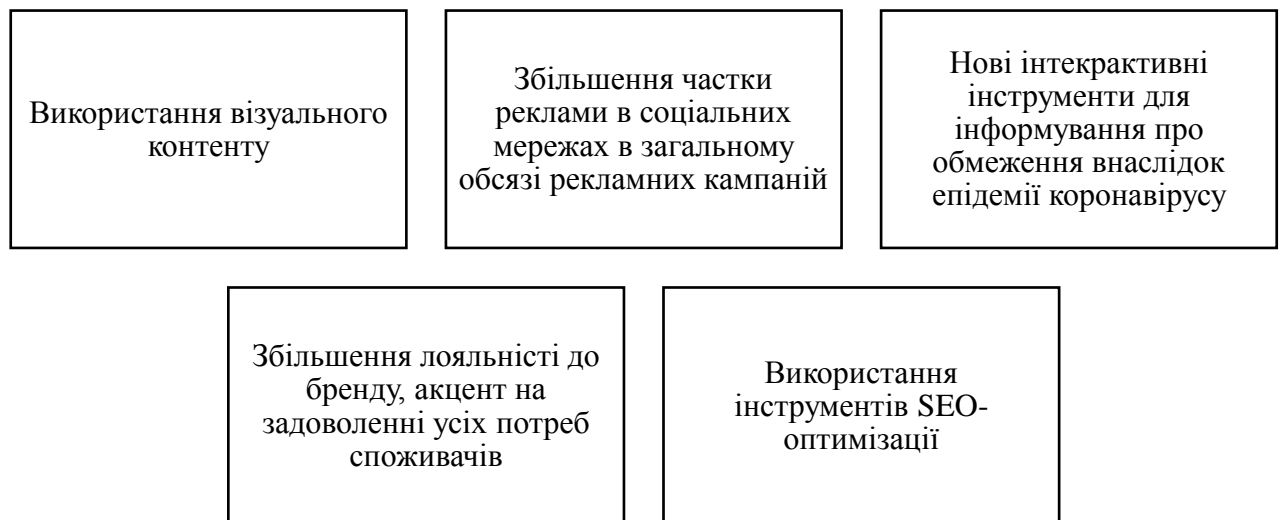 Використання візуального
контенту
Збільшення частки
реклами в соціальних
мережах в загальному
обсязі рекламних кампаній
Нові інтекрактивні
інструменти для
інформування про
обмеження внаслідок
епідемії коронавірусу
Збільшення лояльністі до
бренду, акцент на
задоволенні усіх потреб
споживачів
Використання
інструментів SEO-
оптимізації